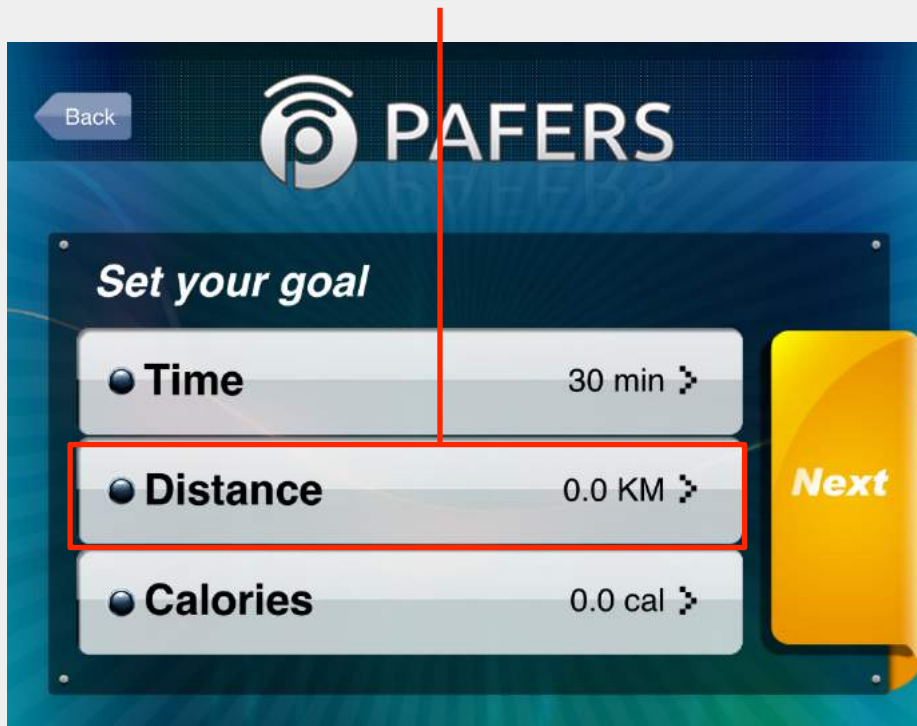 Back
PAFERS
Set your goal
Time 30 min
Distance 0.0 KM
Next
Calories 0.0 cal